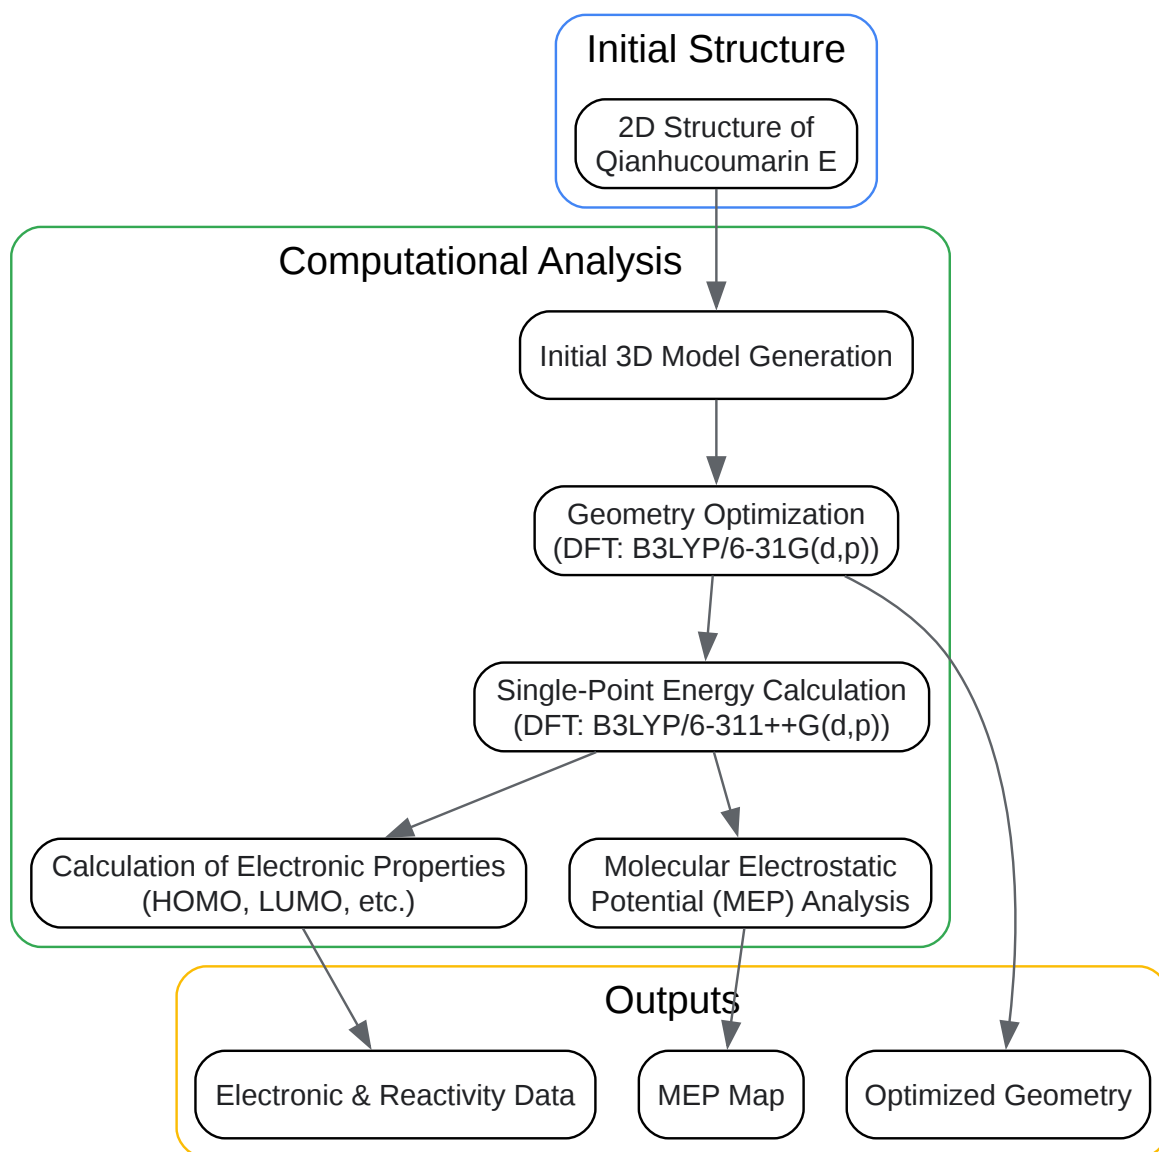 Initial Structure
2D Structure of
Qianhucoumarin E
Computational Analysis
Initial 3D Model Generation
Geometry Optimization
(DFT: B3LYP/6-31G(d,p))
Single-Point Energy Calculation
(DFT: B3LYP/6-311++G(d,p))
Calculation of Electronic Properties
(HOMO, LUMO, etc.)
Molecular Electrostatic
Potential (MEP) Analysis
Outputs
Electronic & Reactivity Data
MEP Map
Optimized Geometry